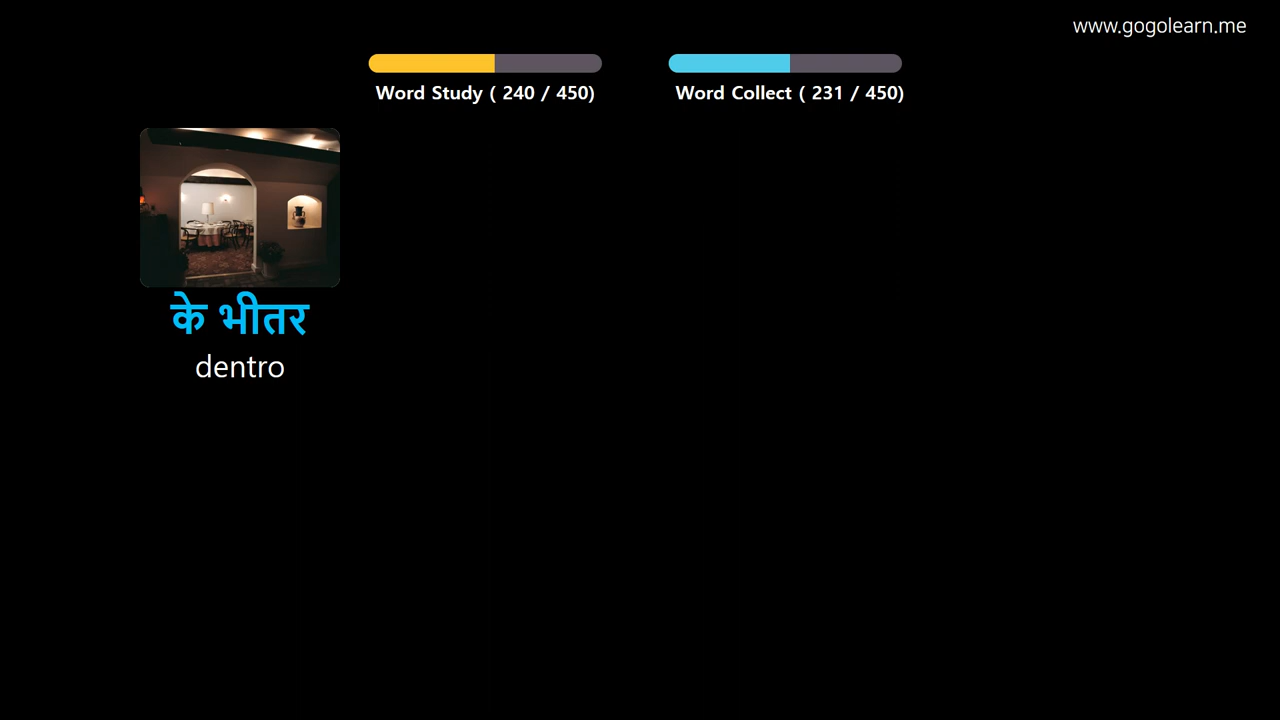 www.gogolearn.me
Word Study ( 240 / 450)
Word Collect ( 231 / 450)
के भीतर
dentro